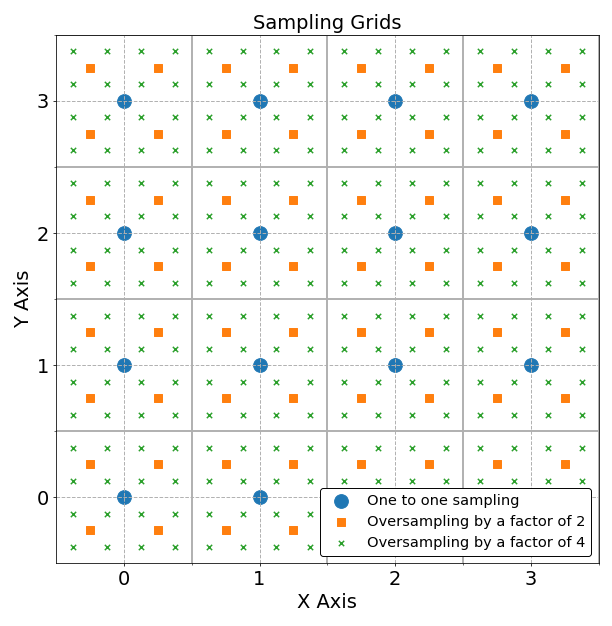 Sampling Grids
3
2
1
0
Y Axis
One to one sampling
Oversampling by a factor of 2
Oversampling by a factor of 4
0 1 2 3
X Axis